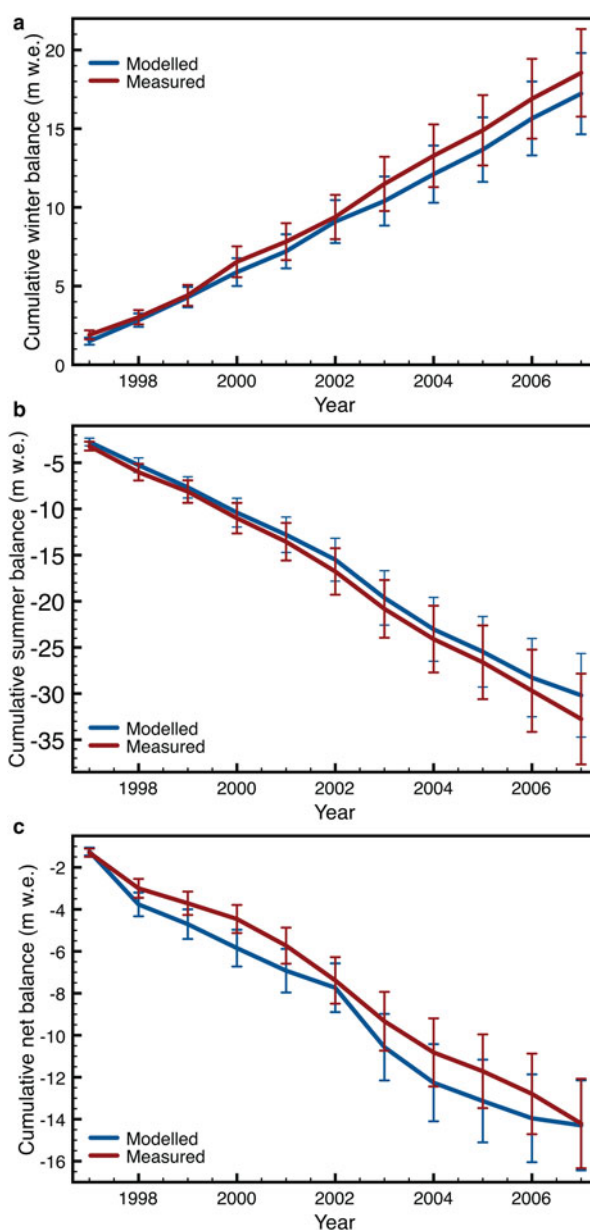 a
Cumulative winter balance (m w.e.)
20
15
10
5
0
Modelled
Measured
1998 2000 2002 2004 2006
Year
b
Cumulative summer balance (m w.e.)
-5
-10
-15
-20
-25
-30
-35
Modelled
Measured
1998 2000 2002 2004 2006
Year
c
Cumulative net balance (m w.e.)
-2
-4
-6
-8
-10
-12
-14
-16
Modelled
Measured
1998 2000 2002 2004 2006
Year